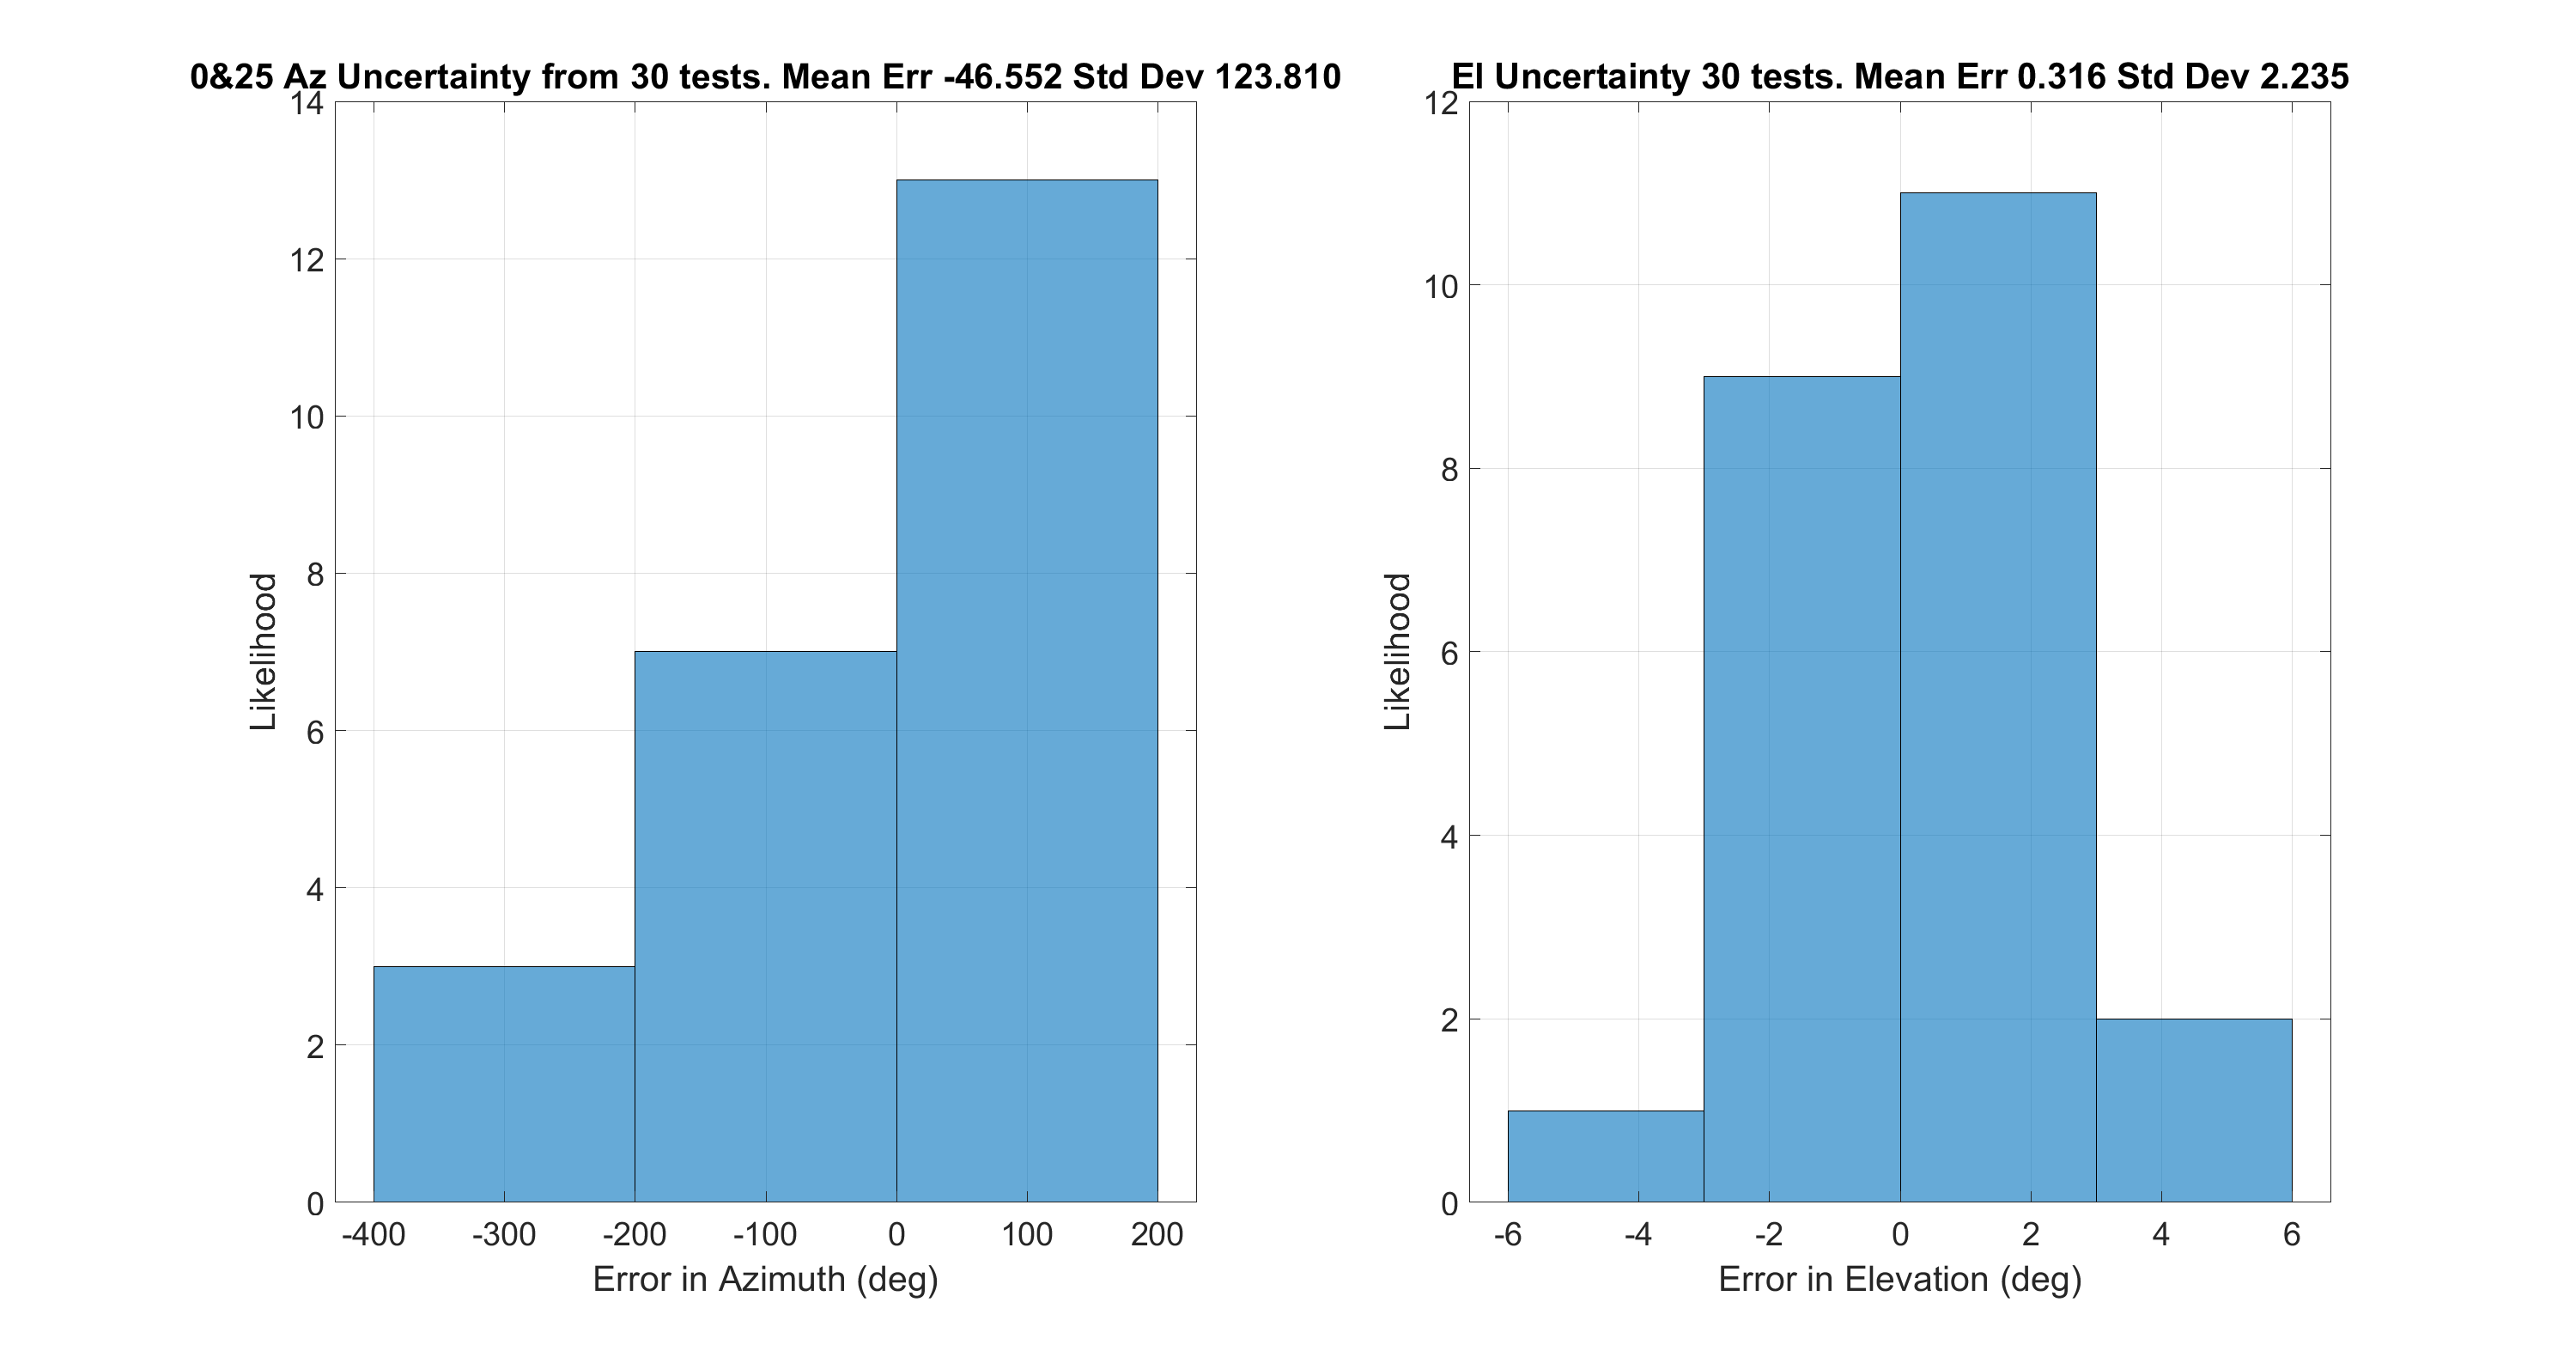 0&25 Az Uncertainty from 30 tests. Mean Err -46.552 Std Dev 123.810
14
12
10
8
6
4
2
0
Likelihood
-400 -300 -200 -100 0 100 200
Error in Azimuth (deg)
El Uncertainty 30 tests. Mean Err 0.316 Std Dev 2.235
12
10
8
6
4
2
0
Likelihood
-6 -4 -2 0 2 4 6
Error in Elevation (deg)